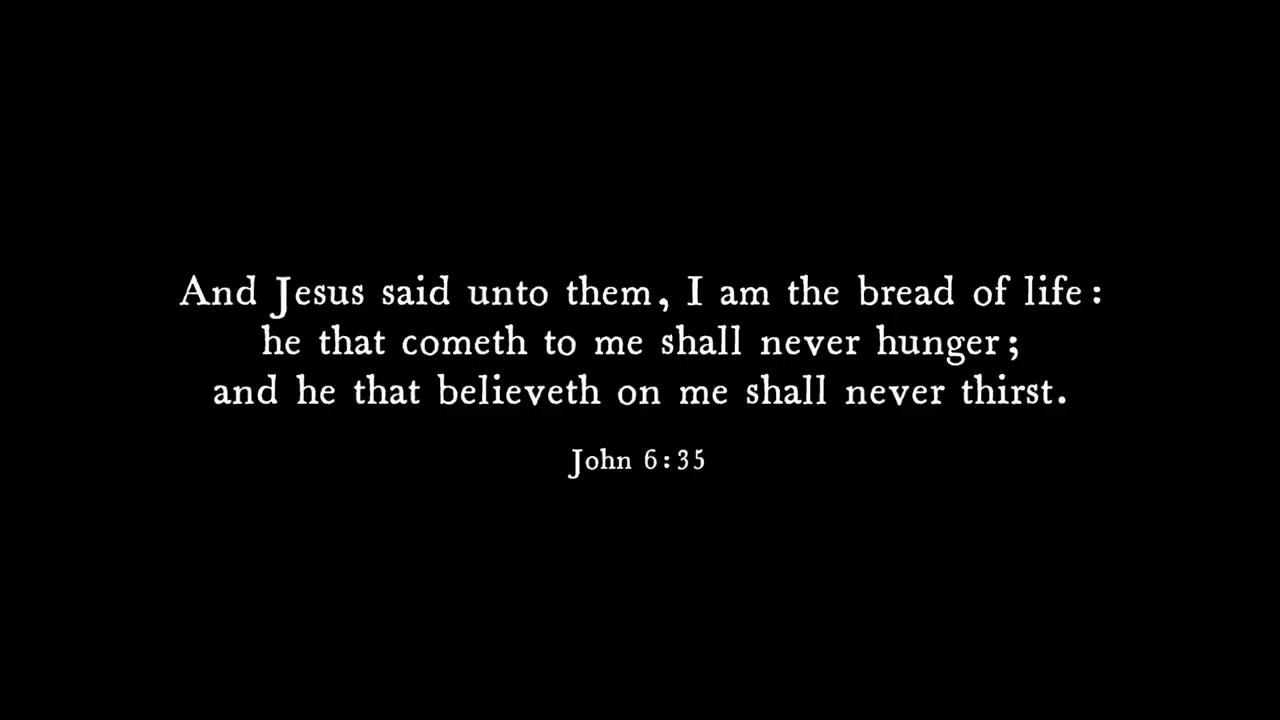 And Jesus said unto them, I am the bread of life:
he that cometh to me shall never hunger;
and he that believeth on me shall never thirst.
John 6:35